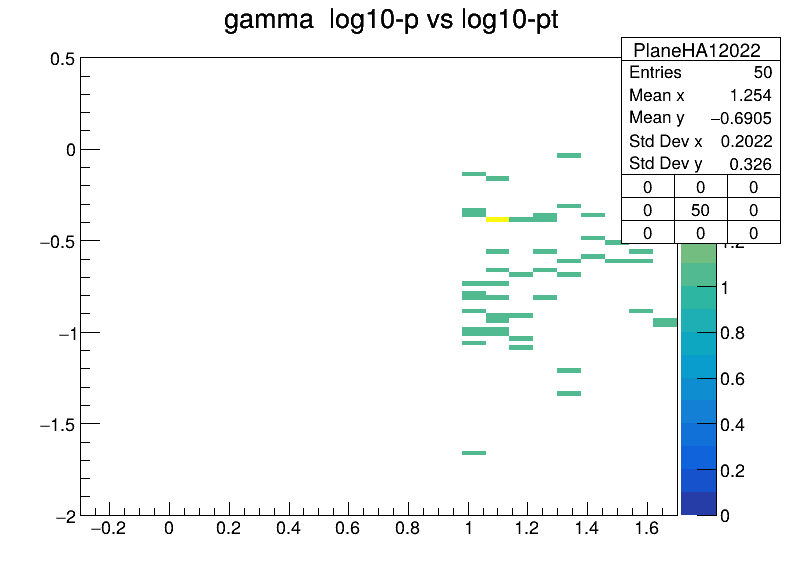 gamma  log10-p vs log10-pt
PlaneHA12022
Entries 50
Mean x 1.254
Mean y −0.6905
Std Dev x 0.2022
Std Dev y 0.326
0 0 0
0 50 0
0 0 0
0.5
0
−0.5
−1
−1.5
−2
−0.2 0 0.2 0.4 0.6 0.8 1 1.2 1.4 1.6
1.2
1
0.8
0.6
0.4
0.2
0